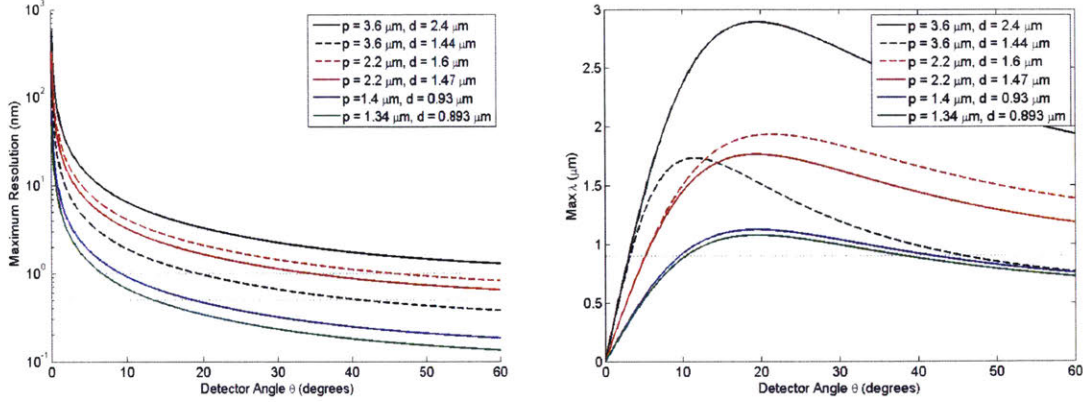 Maximum Resolution (nm)
10³
10²
10¹
10⁰
10⁻¹
0 10 20 30 40 50 60
Detector Angle θ (degrees)
p = 3.6 μm, d = 2.4 μm
p = 3.6 μm, d = 1.44 μm
p = 2.2 μm, d = 1.6 μm
p = 2.2 μm, d = 1.47 μm
p =1.4 μm, d = 0.93 μm
p = 1.34 μm, d = 0.893 μm
Max λ (μm)
3
2.5
2
1.5
1
0.5
0
0 10 20 30 40 50 60
Detector Angle θ (degrees)
p = 3.6 μm, d = 2.4 μm
p = 3.6 μm, d = 1.44 μm
p = 2.2 μm, d = 1.6 μm
p = 2.2 μm, d = 1.47 μm
p = 1.4 μm, d = 0.93 μm
p = 1.34 μm, d = 0.893 μm